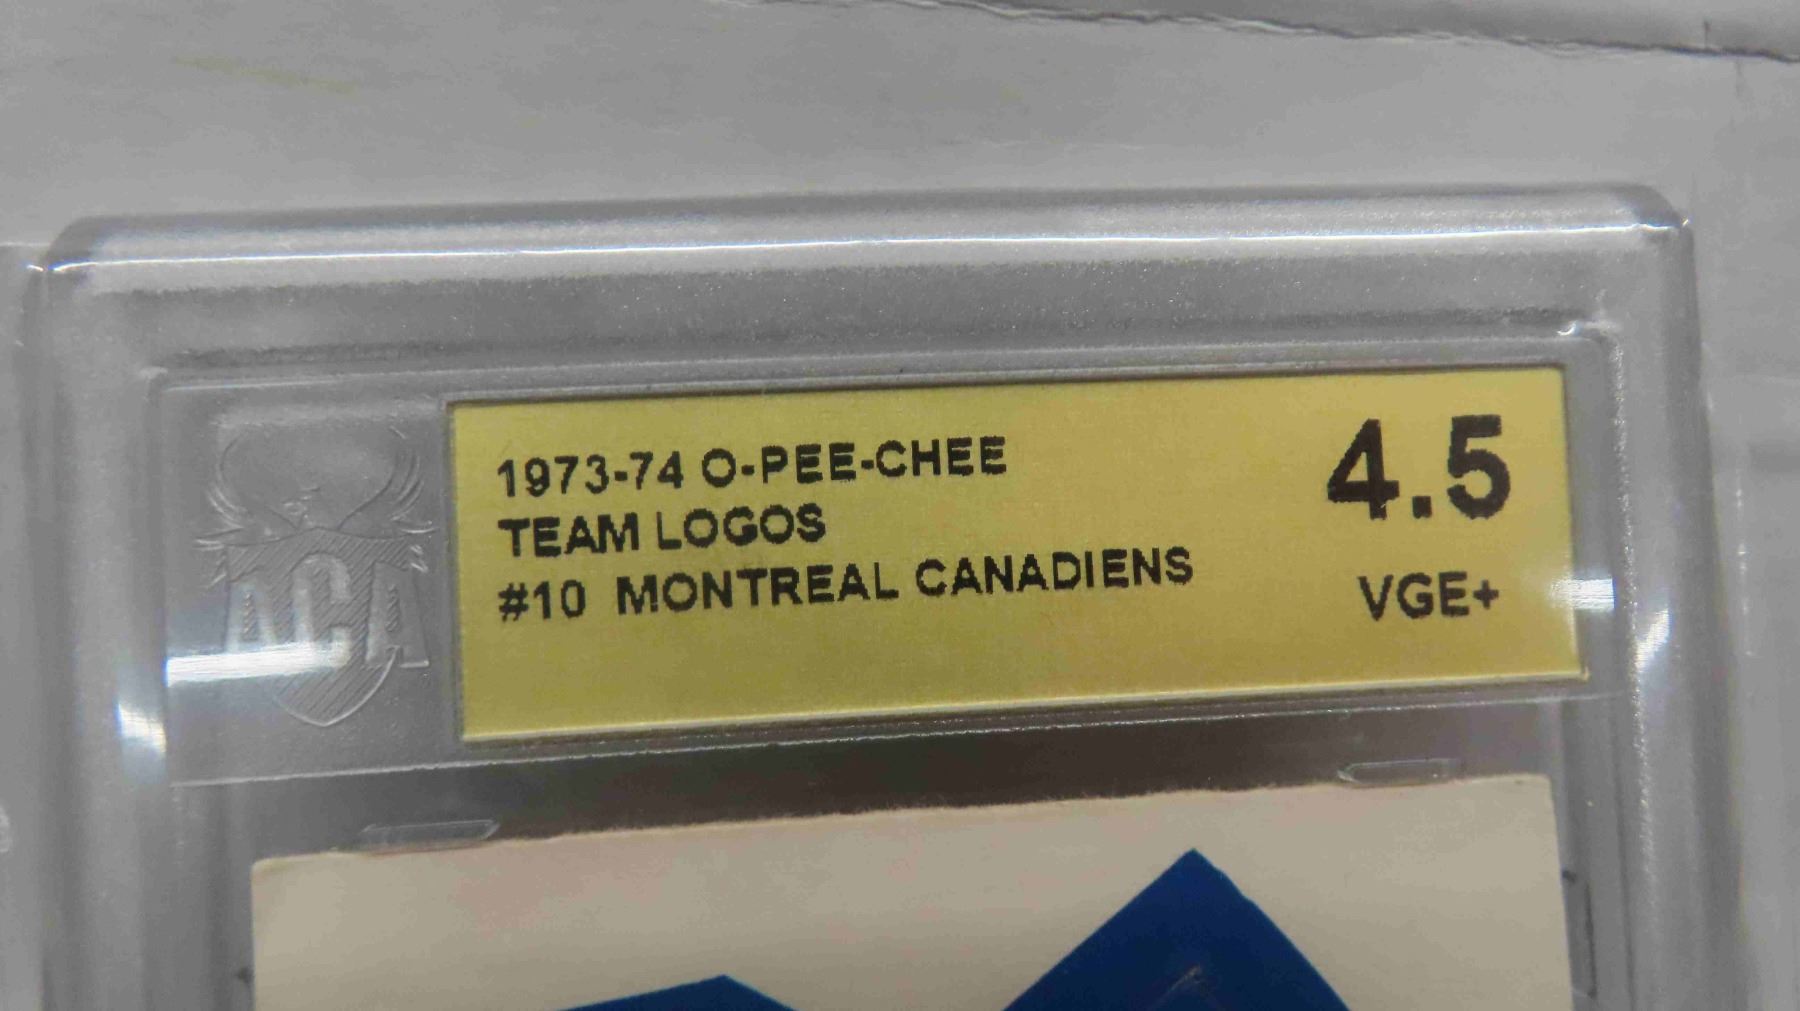 1973-74 O-PEE-CHEE
TEAM LOGOS
#10 MONTREAL CANADIENS
4.5
VGE+
ACA